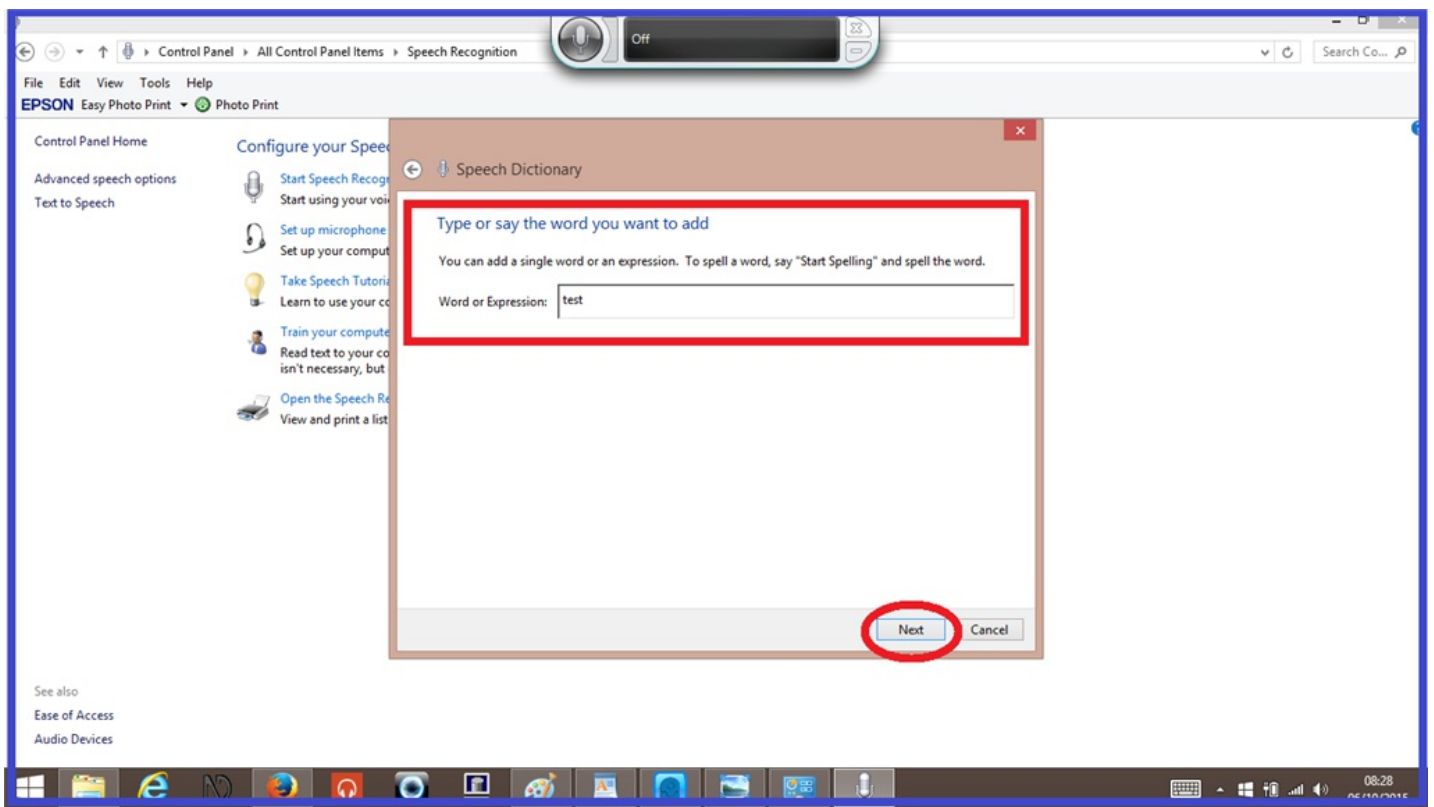 Off
Control Panel All Control Panel Items Speech Recognition
Search Co...
File Edit View Tools Help
EPSON Easy Photo Print Photo Print
Control Panel Home
Advanced speech options
Text to Speech
Configure your Speec
Start Speech Recogn
Start using your voi
Set up microphone
Set up your comput
Take Speech Tutoria
Learn to use your co
Train your compute
Read text to your co
isn't necessary, but
Open the Speech Re
View and print a list
Speech Dictionary
Type or say the word you want to add
You can add a single word or an expression. To spell a word, say "Start Spelling" and spell the word.
Word or Expression: test
Next Cancel
See also
Ease of Access
Audio Devices
08:28
06/10/2015